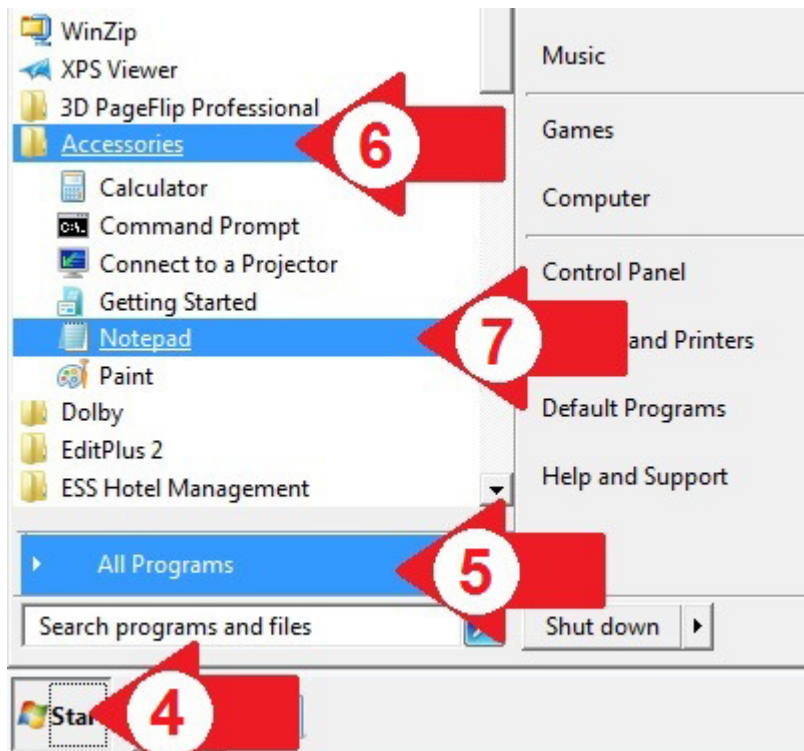 WinZip
XPS Viewer
3D PageFlip Professional
Accessories
6
Calculator
Command Prompt
Connect to a Projector
Getting Started
Notepad
7
Paint
Dolby
EditPlus 2
ESS Hotel Management
All Programs
5
Search programs and files
Music
Games
Computer
Control Panel
and Printers
Default Programs
Help and Support
Shut down
Star
4